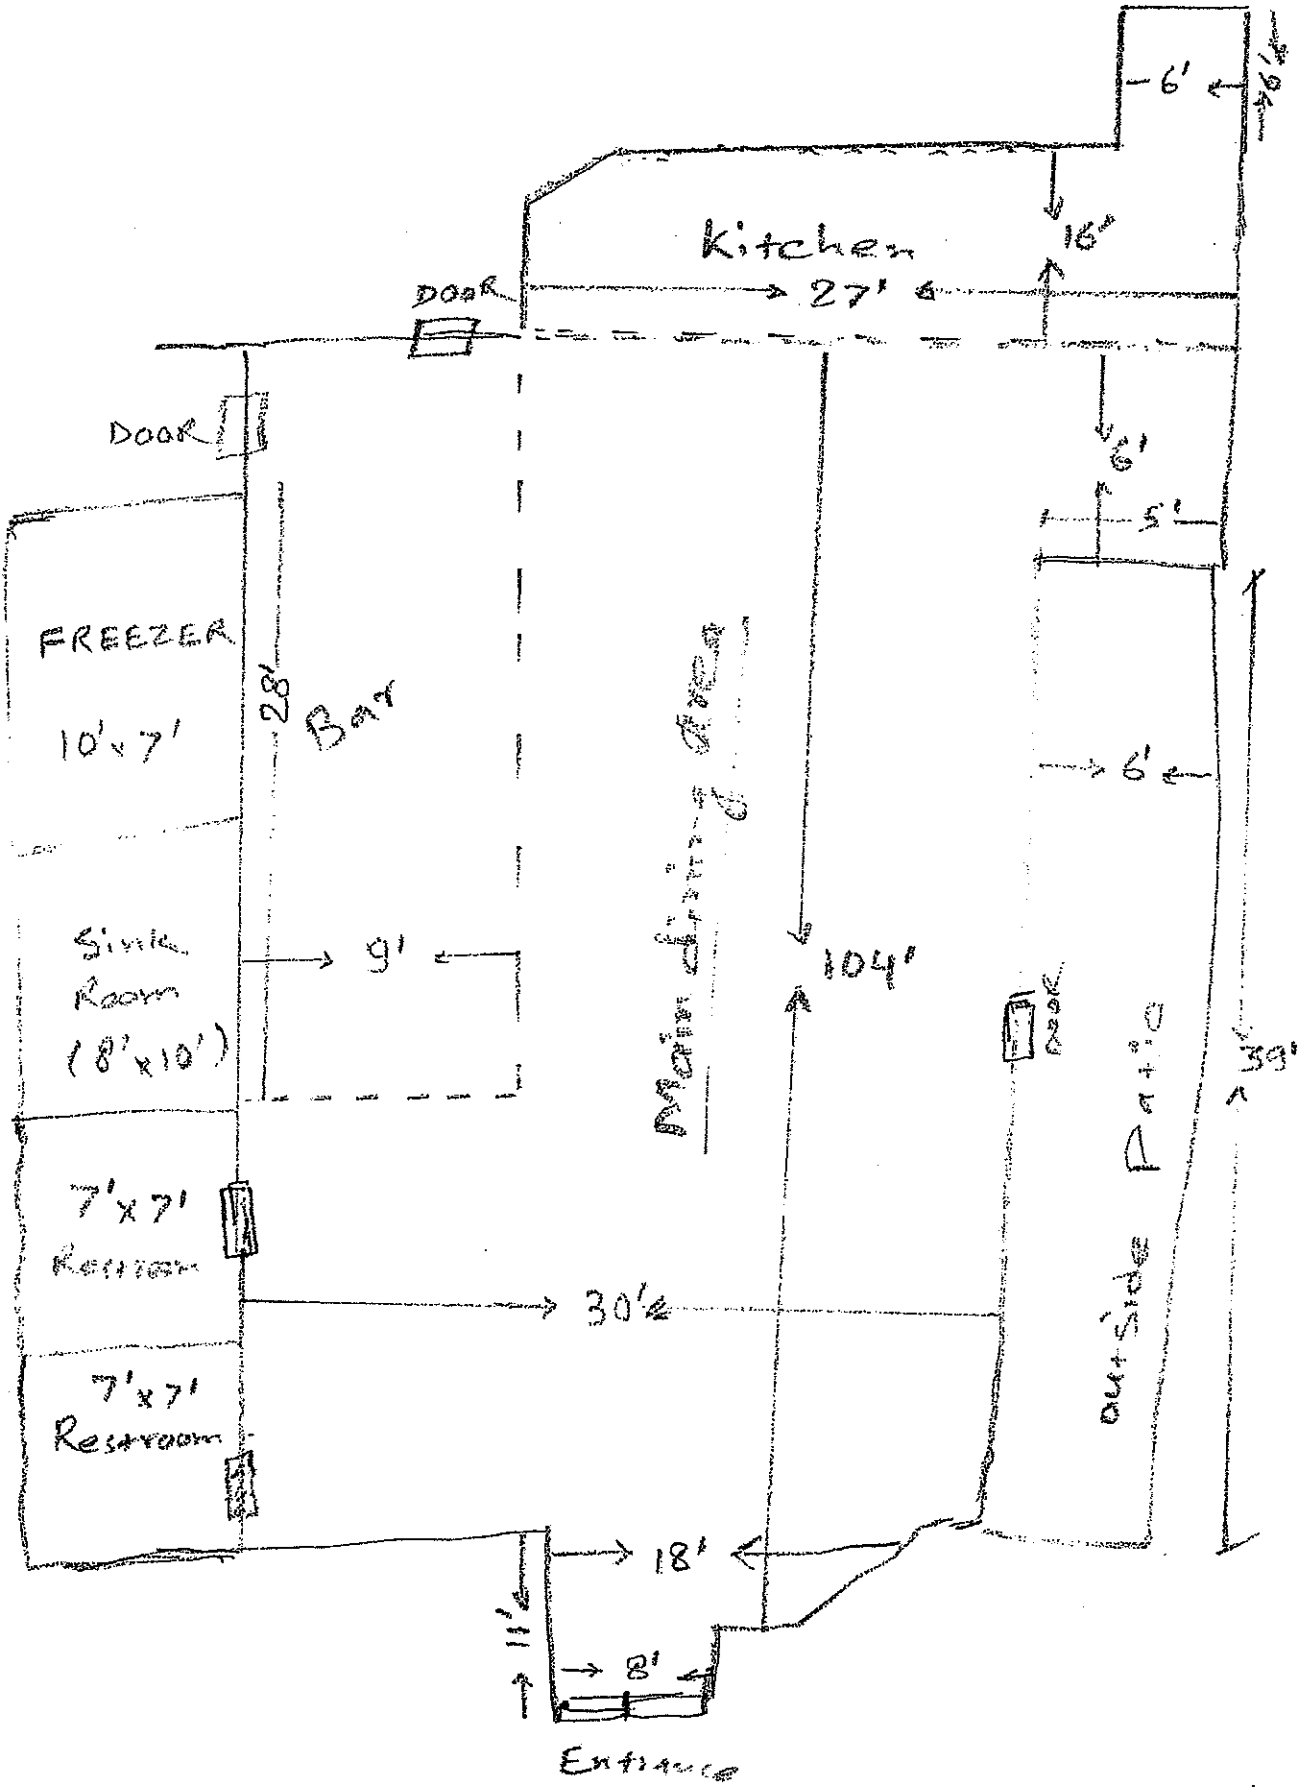 6'
6'
Kitchen
16'
27'
DOOR
DOOR
6'
5'
FREEZER
10'x7'
28'
Bar
Main dining area
6'
Sink
Room
(8'x10')
9'
104'
DOOR
39'
outside Patio
7'x7'
Restroom
30'
7'x7'
Restroom
18'
11'
8'
Entrance